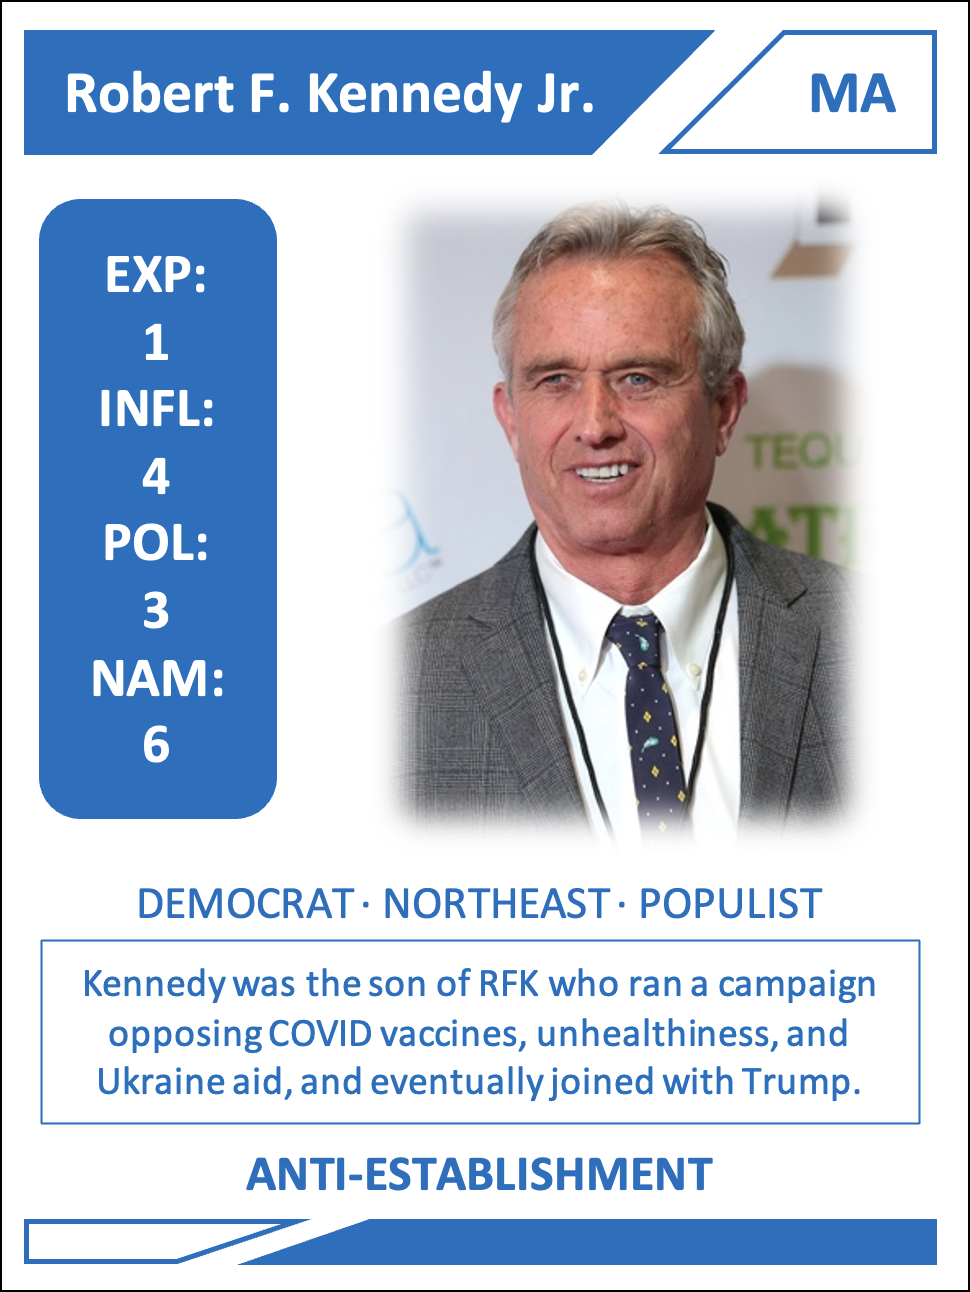 Robert F. Kennedy Jr.
MA
EXP:
1
INFL:
4
POL:
3
NAM:
6
TEQU
ATE
DEMOCRAT · NORTHEAST · POPULIST
Kennedy was the son of RFK who ran a campaign
opposing COVID vaccines, unhealthiness, and
Ukraine aid, and eventually joined with Trump.
ANTI-ESTABLISHMENT